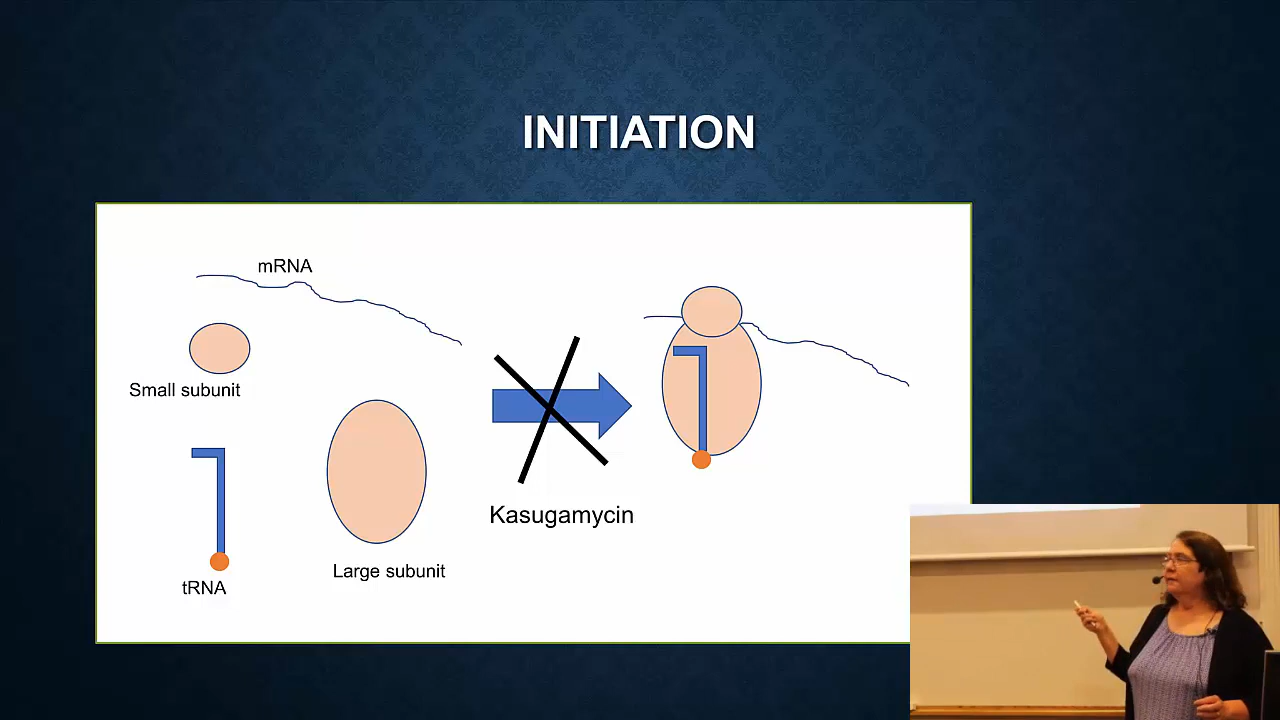 INITIATION
mRNA
Small subunit
Kasugamycin
Large subunit
tRNA